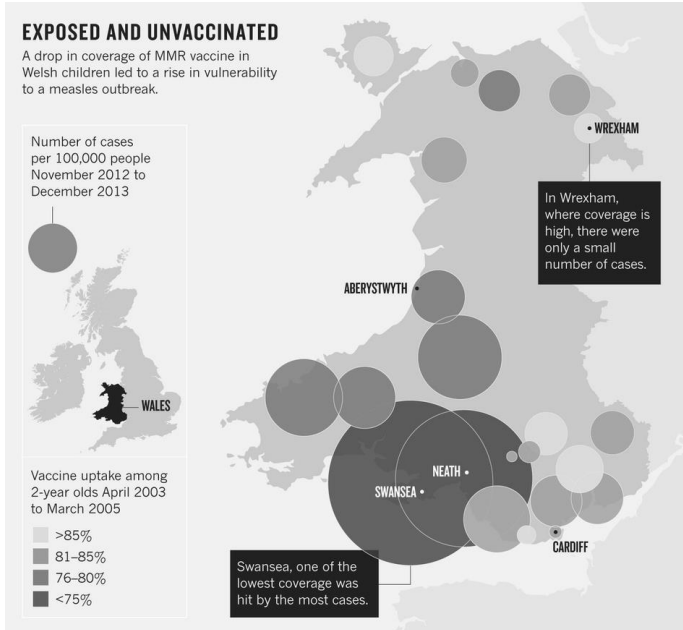 EXPOSED AND UNVACCINATED
A drop in coverage of MMR vaccine in
Welsh children led to a rise in vulnerability
to a measles outbreak.
Number of cases
per 100,000 people
November 2012 to
December 2013
WALES
Vaccine uptake among
2-year olds April 2003
to March 2005
>85%
81–85%
76–80%
<75%
WREXHAM
In Wrexham,
where coverage is
high, there were
only a small
number of cases.
ABERYSTWYTH
NEATH
SWANSEA
CARDIFF
Swansea, one of the
lowest coverage was
hit by the most cases.